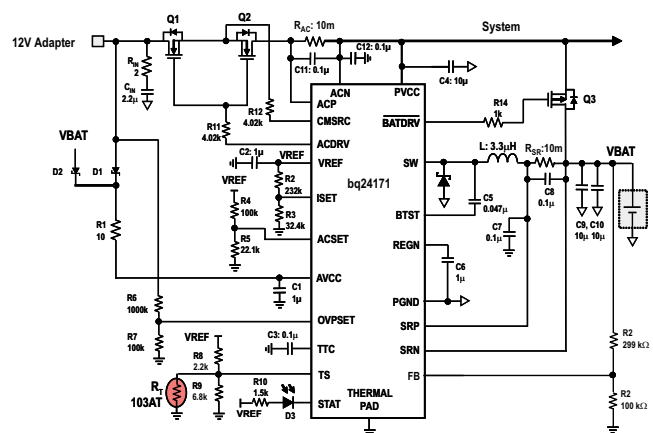 Q1
Q2
R_AC: 10m
System
12V Adapter
R_IN
2
C12: 0.1µ
C11: 0.1µ
C_IN
2.2µ
ACN
PVCC
C4: 10µ
Q3
ACP
R12
4.02k
CMSRC
BATDRV
R14
1k
R11
4.02k
ACDRV
VBAT
C2: 1µ
VREF
VREF
SW
L: 3.3µH
R_SR:10m
VBAT
D2
D1
bq24171
R2
232k
ISET
VREF
R4
100k
R3
32.4k
C5
0.047µ
C8
0.1µ
C9,
10µ
C10
10µ
BTST
R1
10
R5
22.1k
ACSET
C7
0.1µ
REGN
AVCC
C6
1µ
C1
1µ
R6
1000k
PGND
OVPSET
SRP
R7
100k
VREF
C3: 0.1µ
TTC
SRN
R2
299 kΩ
R8
2.2k
TS
FB
R_T
103AT
R9
6.8k
R10
1.5k
VREF
D3
STAT
THERMAL
PAD
R2
100 kΩ